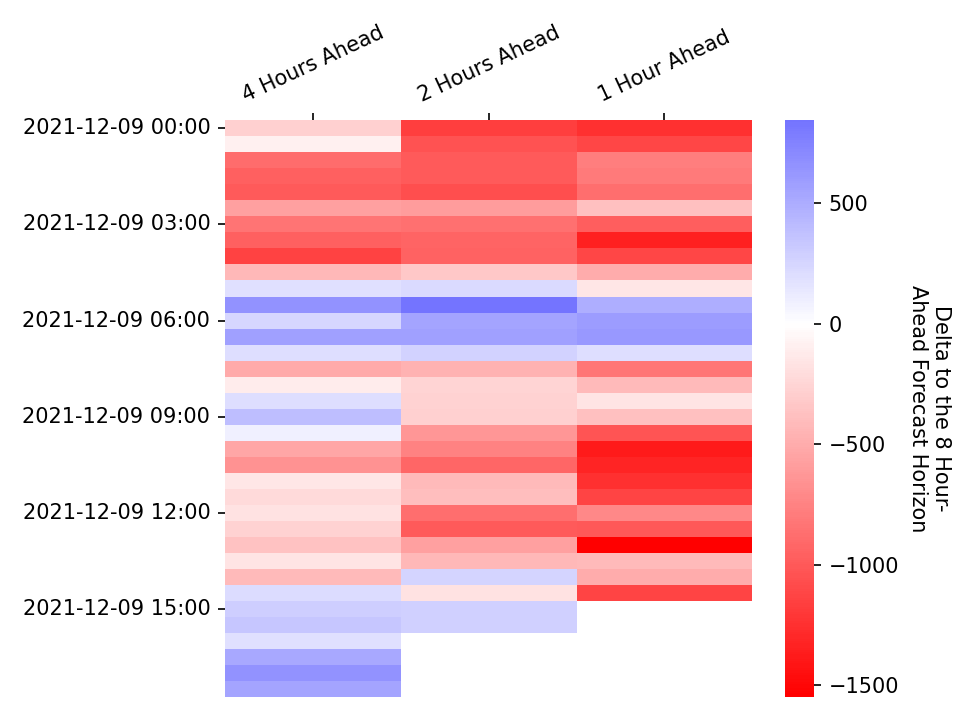 4 Hours Ahead
2 Hours Ahead
1 Hour Ahead
2021-12-09 00:00
2021-12-09 03:00
2021-12-09 06:00
2021-12-09 09:00
2021-12-09 12:00
2021-12-09 15:00
500
0
−500
−1000
−1500
Delta to the 8 Hour-
Ahead Forecast Horizon